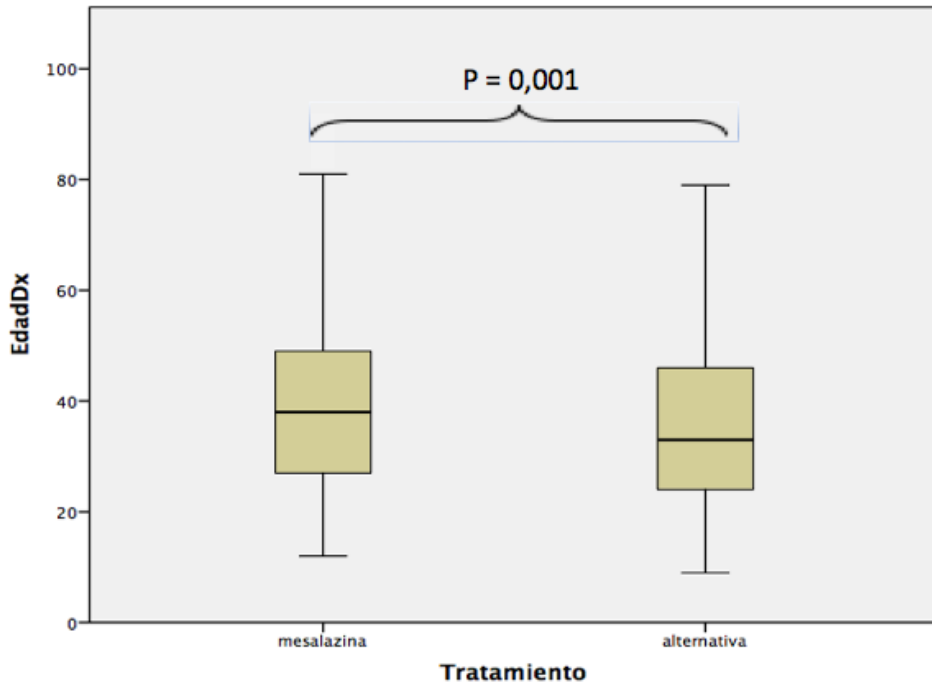 P = 0,001
100
80
60
40
20
0
EdadDx
mesalazina
alternativa
Tratamiento